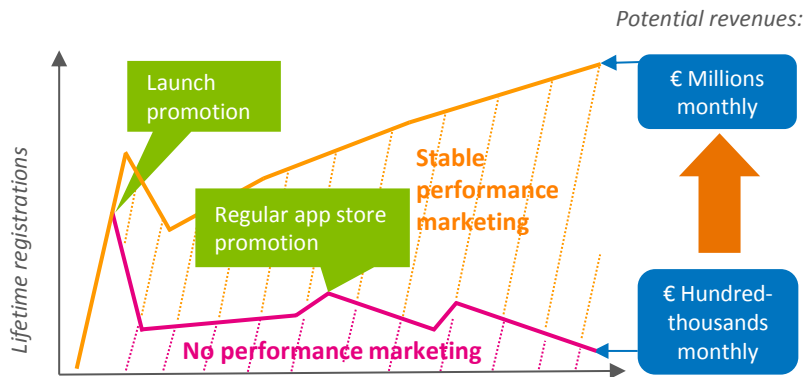 Potential revenues:
Launch
promotion
€ Millions
monthly
Lifetime registrations
Stable
performance
marketing
Regular app store
promotion
€ Hundred-
thousands
monthly
No performance marketing